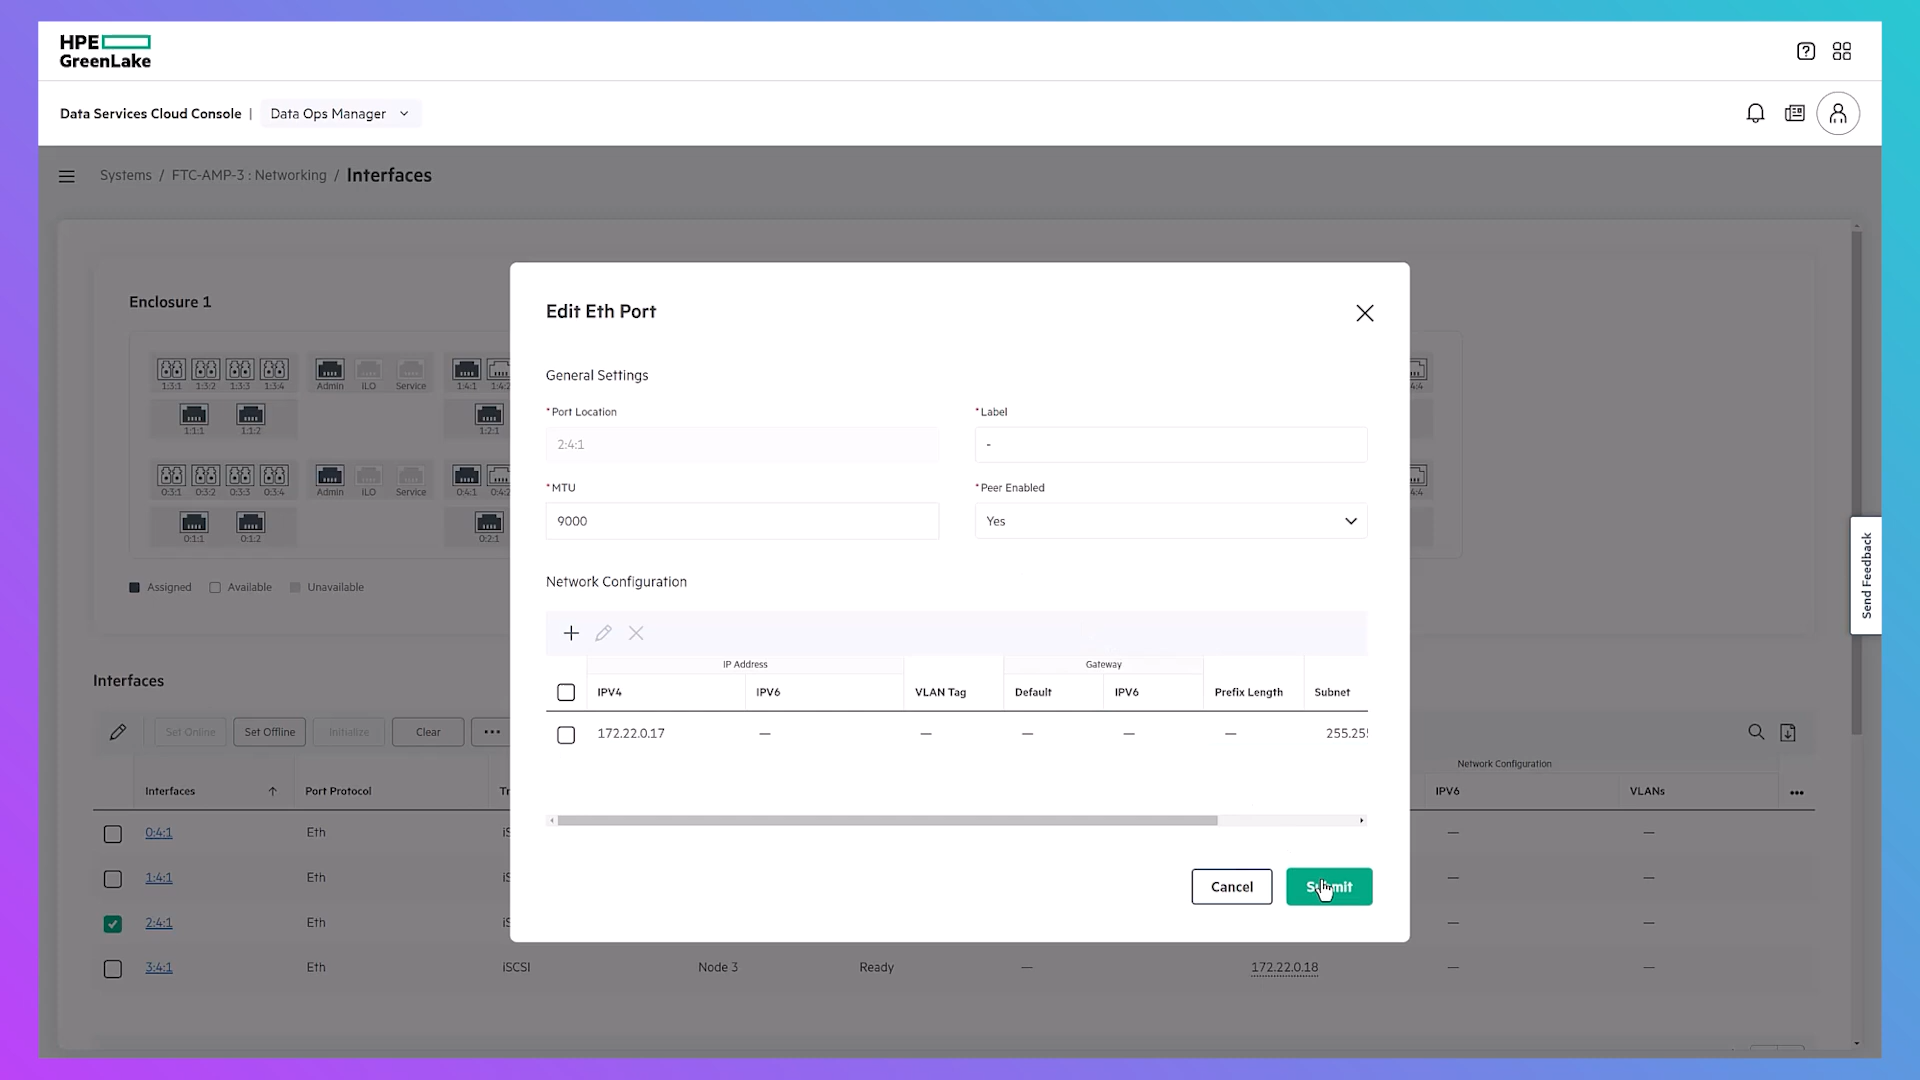 HPE
GreenLake
Data Services Cloud Console | Data Ops Manager
Systems / FTC-AMP-3 : Networking / Interfaces
Enclosure 1
1:3:1 1:3:2 1:3:3 1:3:4 Admin ILO Service 1:4:1 1:4:2
1:1:1 1:1:2 1:2:1
0:3:1 0:3:2 0:3:3 0:3:4 Admin ILO Service 0:4:1 0:4:2
0:1:1 0:1:2 0:2:1
Assigned Available Unavailable
Edit Eth Port
General Settings
*Port Location *Label
2:4:1 -
*MTU *Peer Enabled
9000 Yes
Network Configuration
IP Address Gateway
IPV4 IPV6 VLAN Tag Default IPV6 Prefix Length Subnet
172.22.0.17 — — — — —
Cancel Submit
Send Feedback
Interfaces
Set Online Set Offline Initialize Clear
Network Configuration
Interfaces Port Protocol IPV6 VLANs
0:4:1 Eth — —
1:4:1 Eth — —
2:4:1 Eth — —
3:4:1 Eth iSCSI Node 3 Ready — 172.22.0.18 — —